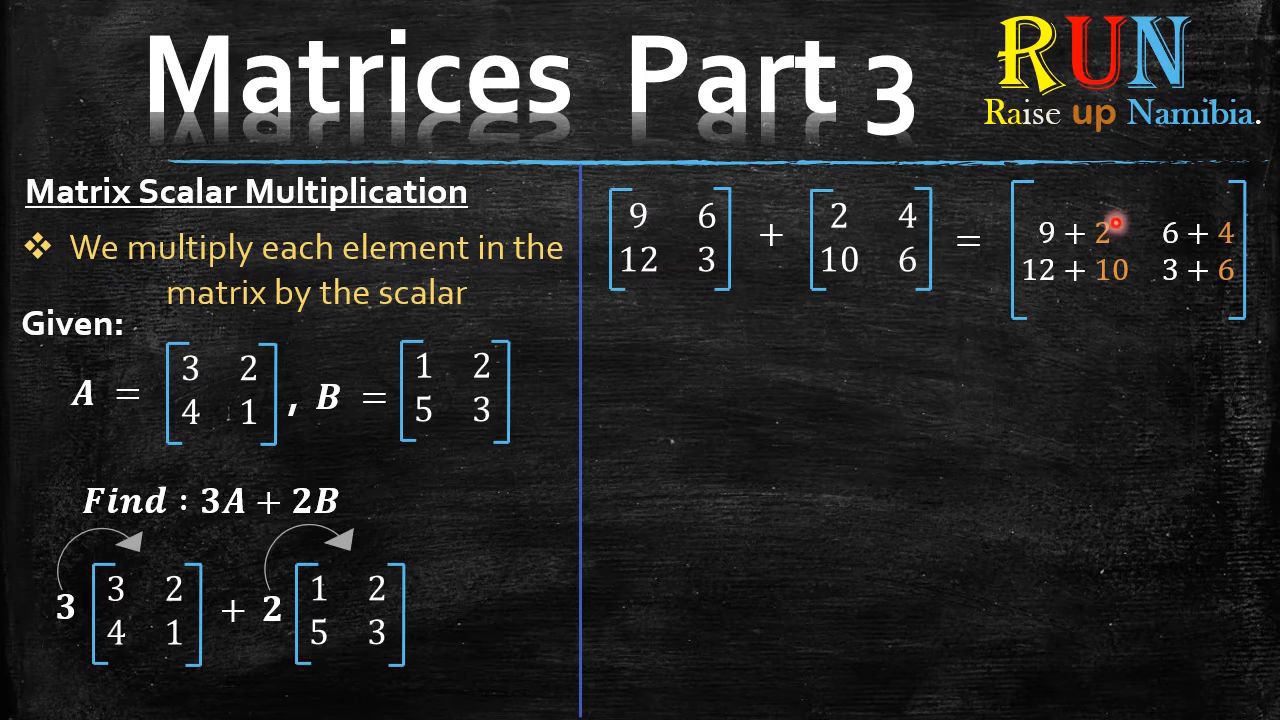 Matrices Part 3
RUN
Raise up Namibia.
Matrix Scalar Multiplication
❖ We multiply each element in the
matrix by the scalar
Given:
A = [3 2
4 1] , B = [1 2
5 3]
Find : 3A + 2B
3 [3 2
4 1] + 2 [1 2
5 3]
[9 6
12 3] + [2 4
10 6] = [9 + 2 6 + 4
12 + 10 3 + 6]